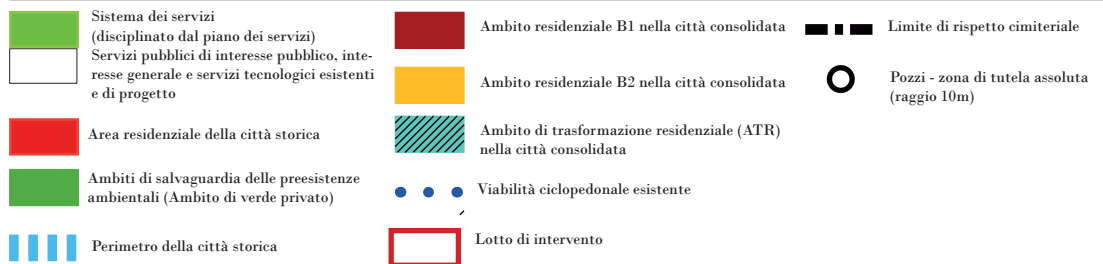 Sistema dei servizi
(disciplinato dal piano dei servizi)
Servizi pubblici di interesse pubblico, inte-
resse generale e servizi tecnologici esistenti
e di progetto
Area residenziale della città storica
Ambiti di salvaguardia delle preesistenze
ambientali (Ambito di verde privato)
Perimetro della città storica
Ambito residenziale B1 nella città consolidata
Ambito residenziale B2 nella città consolidata
Ambito di trasformazione residenziale (ATR)
nella città consolidata
Viabilità ciclopedonale esistente
Lotto di intervento
Limite di rispetto cimiteriale
Pozzi - zona di tutela assoluta
(raggio 10m)